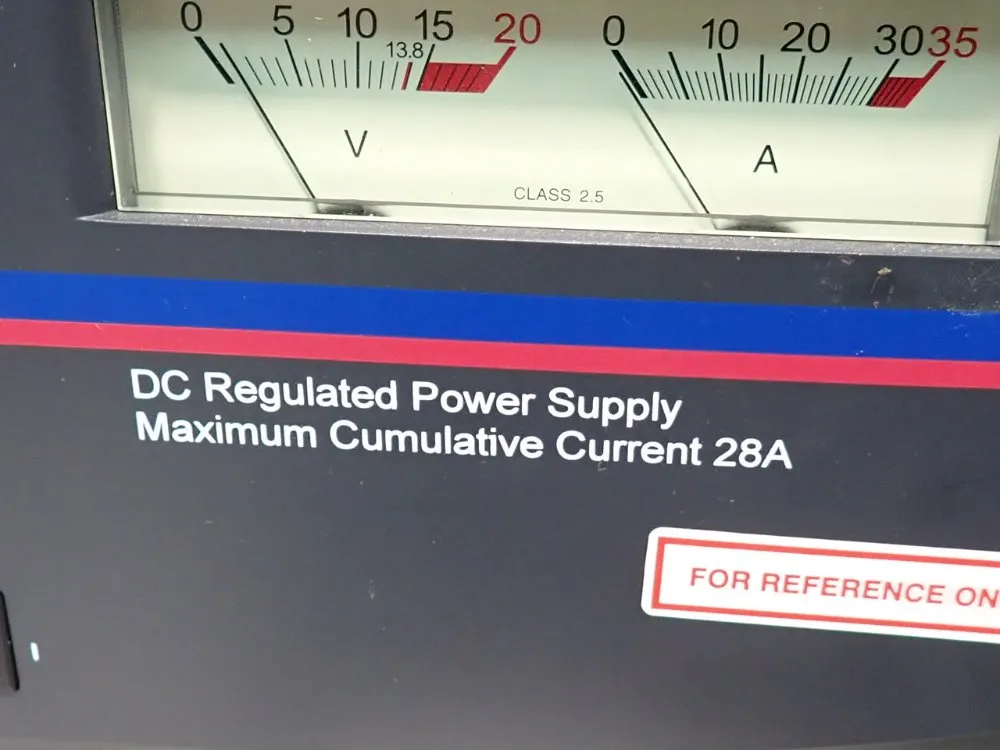 0 5 10 13.8 15 20
0 10 20 30 35
V
A
CLASS 2.5
DC Regulated Power Supply
Maximum Cumulative Current 28A
FOR REFERENCE ON